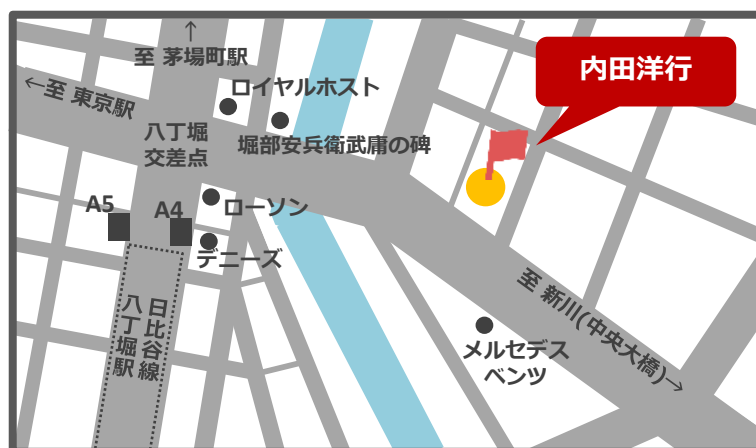 ↑
至 茅場町駅
内田洋行
←至 東京駅
ロイヤルホスト
八丁堀
交差点
堀部安兵衛武庸の碑
A5
A4
ローソン
デニーズ
日比谷線
八丁堀駅
至 新川(中央大橋)→
メルセデス
ベンツ